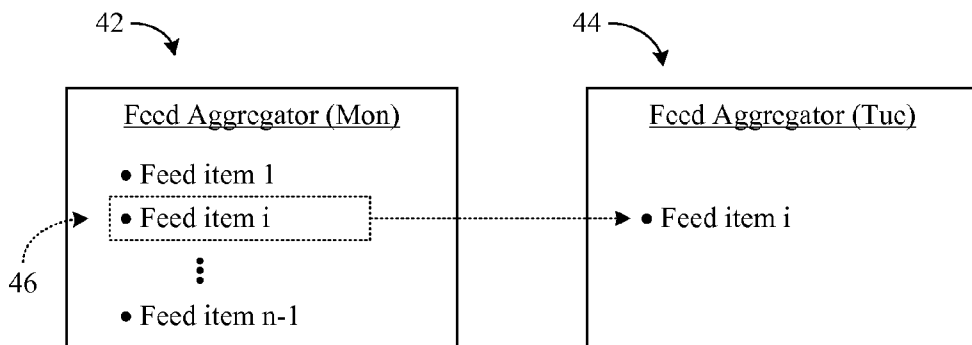 42
44
Feed Aggregator (Mon)
Feed Aggregator (Tue)
• Feed item 1
• Feed item i
• Feed item i
46
• Feed item n-1